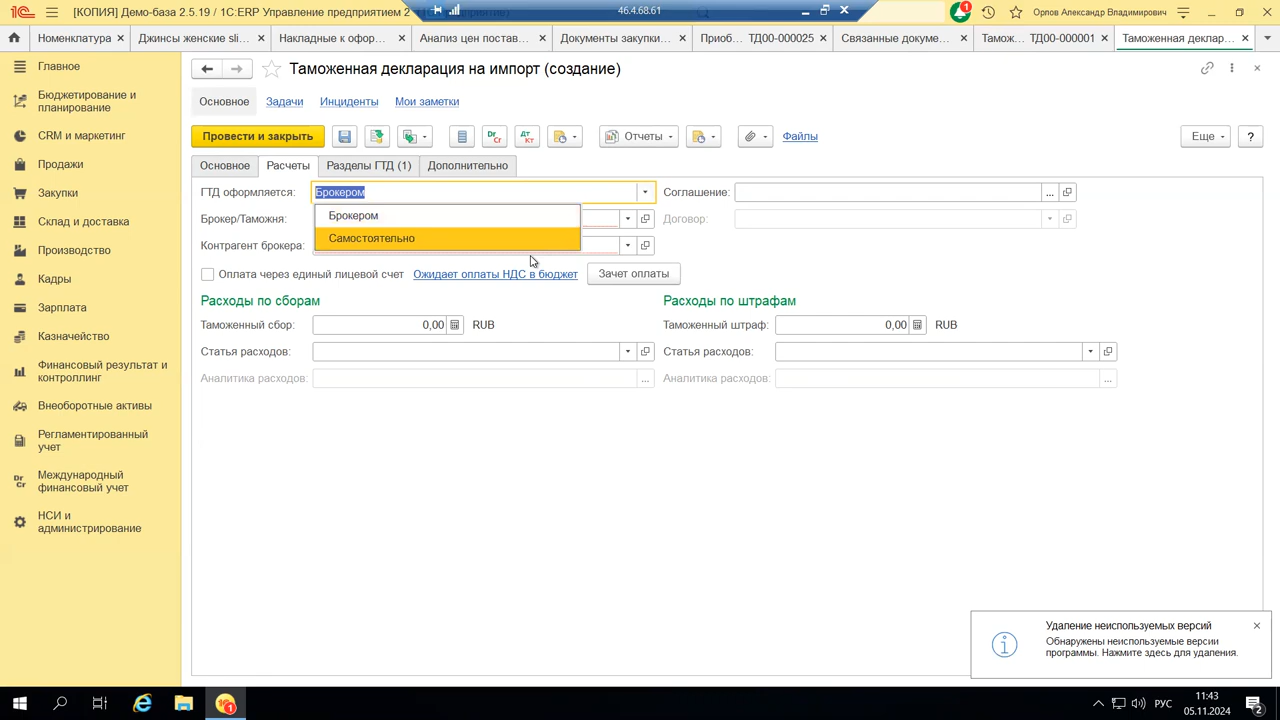 [КОПИЯ] Демо-база 2.5.19 / 1С:ERP Управление предприятием 2
46.4.68.61
1
Орлов Александр Владимирович
Номенклатура
Джинсы женские sli...
Накладные к оформ...
Анализ цен постав...
Документы закупки...
Приоб... ТД00-000025
Связанные докуме...
Тамож... ТД00-000001
Таможенная деклар...
Главное
Бюджетирование и
планирование
CRM и маркетинг
Продажи
Закупки
Склад и доставка
Производство
Кадры
Зарплата
Казначейство
Финансовый результат и
контроллинг
Внеоборотные активы
Регламентированный
учет
Международный
финансовый учет
НСИ и
администрирование
Таможенная декларация на импорт (создание)
Основное
Задачи
Инциденты
Мои заметки
Провести и закрыть
Dr
Cr
Дт
Кт
Отчеты
Файлы
Еще
?
Основное
Расчеты
Разделы ГТД (1)
Дополнительно
ГТД оформляется:
Брокером
Соглашение:
Брокером
Самостоятельно
Брокер/Таможня:
Договор:
Контрагент брокера:
Оплата через единый лицевой счет
Ожидает оплаты НДС в бюджет
Зачет оплаты
Расходы по сборам
Расходы по штрафам
Таможенный сбор:
0,00
RUB
Таможенный штраф:
0,00
RUB
Статья расходов:
Статья расходов:
Аналитика расходов:
Аналитика расходов:
Удаление неиспользуемых версий
Обнаружены неиспользуемые версии
программы. Нажмите здесь для удаления.
1
РУС
11:43
05.11.2024
2